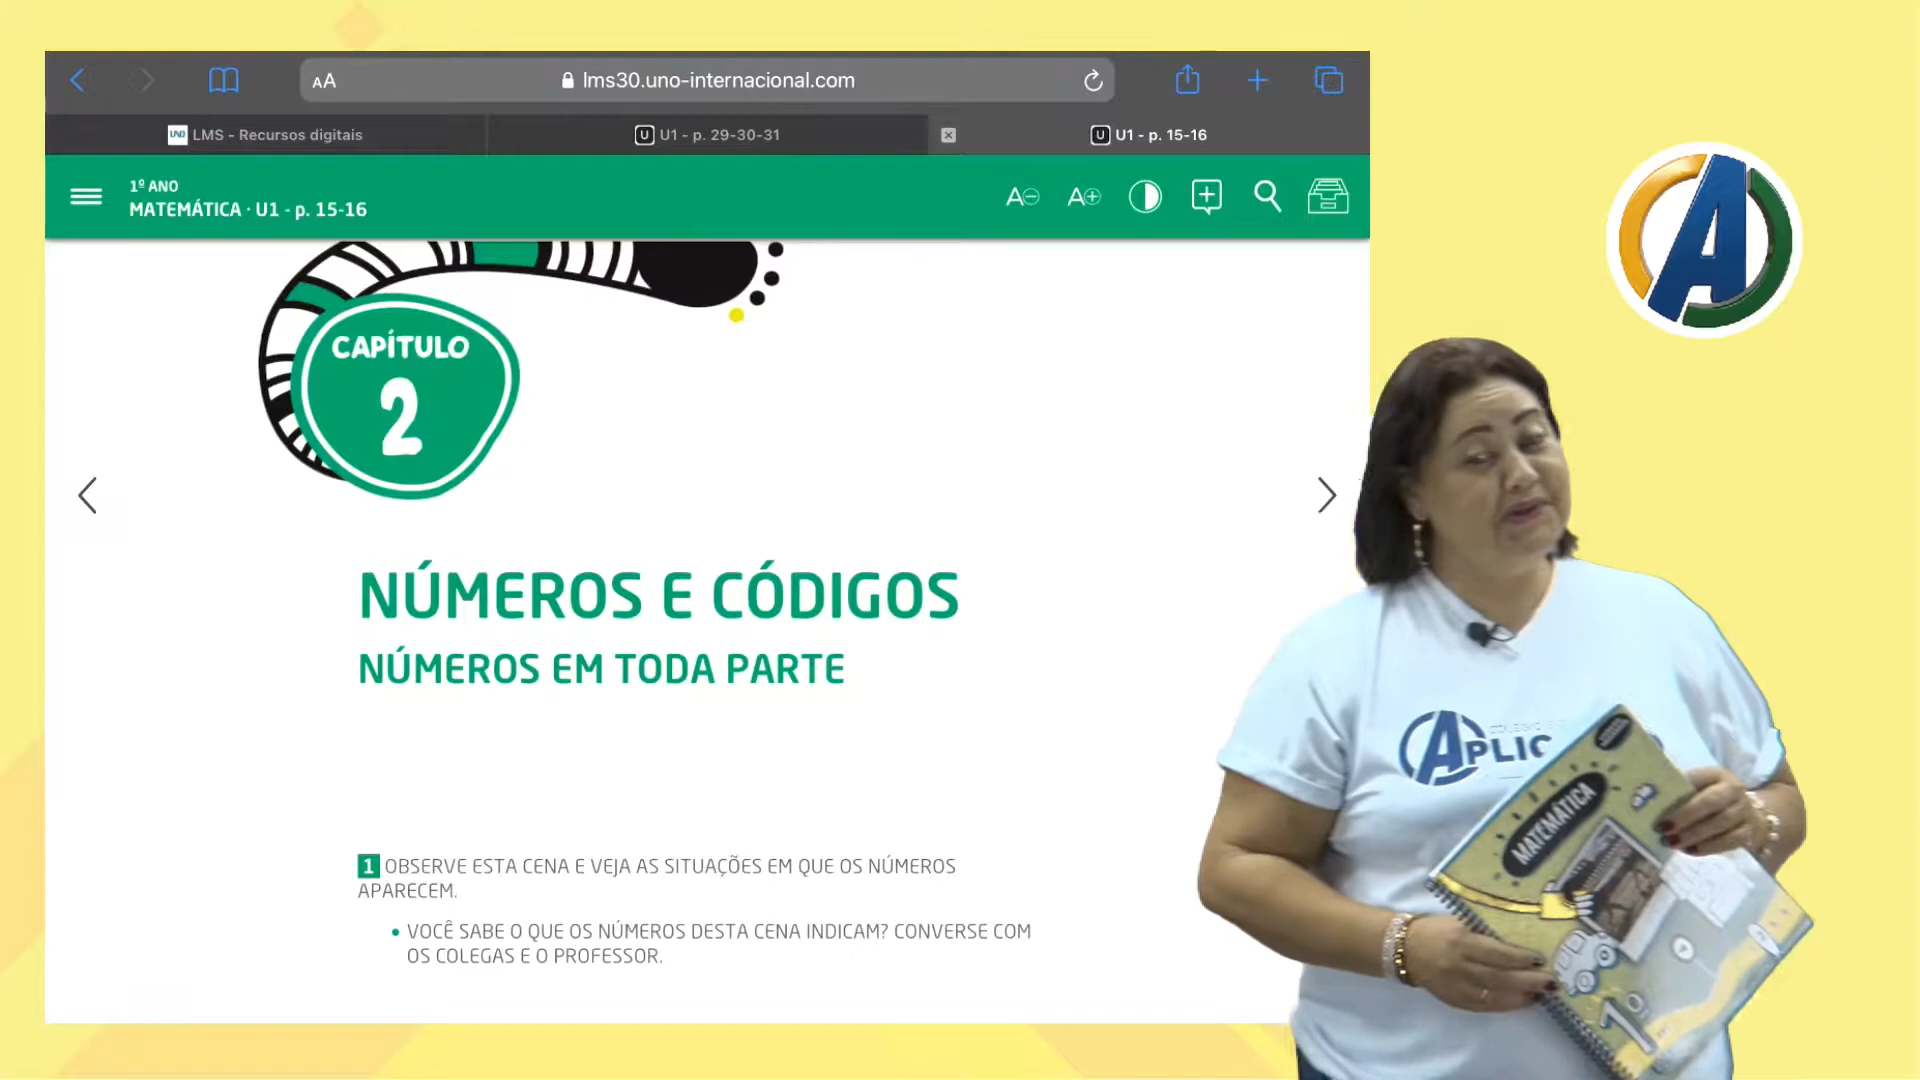 AA
lms30.uno-internacional.com
UNO LMS - Recursos digitais
U U1 - p. 29-30-31
U U1 - p. 15-16
1º ANO
MATEMÁTICA · U1 - p. 15-16
A
A
CAPÍTULO
2
NÚMEROS E CÓDIGOS
NÚMEROS EM TODA PARTE
1 OBSERVE ESTA CENA E VEJA AS SITUAÇÕES EM QUE OS NÚMEROS
APARECEM.
• VOCÊ SABE O QUE OS NÚMEROS DESTA CENA INDICAM? CONVERSE COM
OS COLEGAS E O PROFESSOR.
A
APLIC
MATEMÁTICA
1º